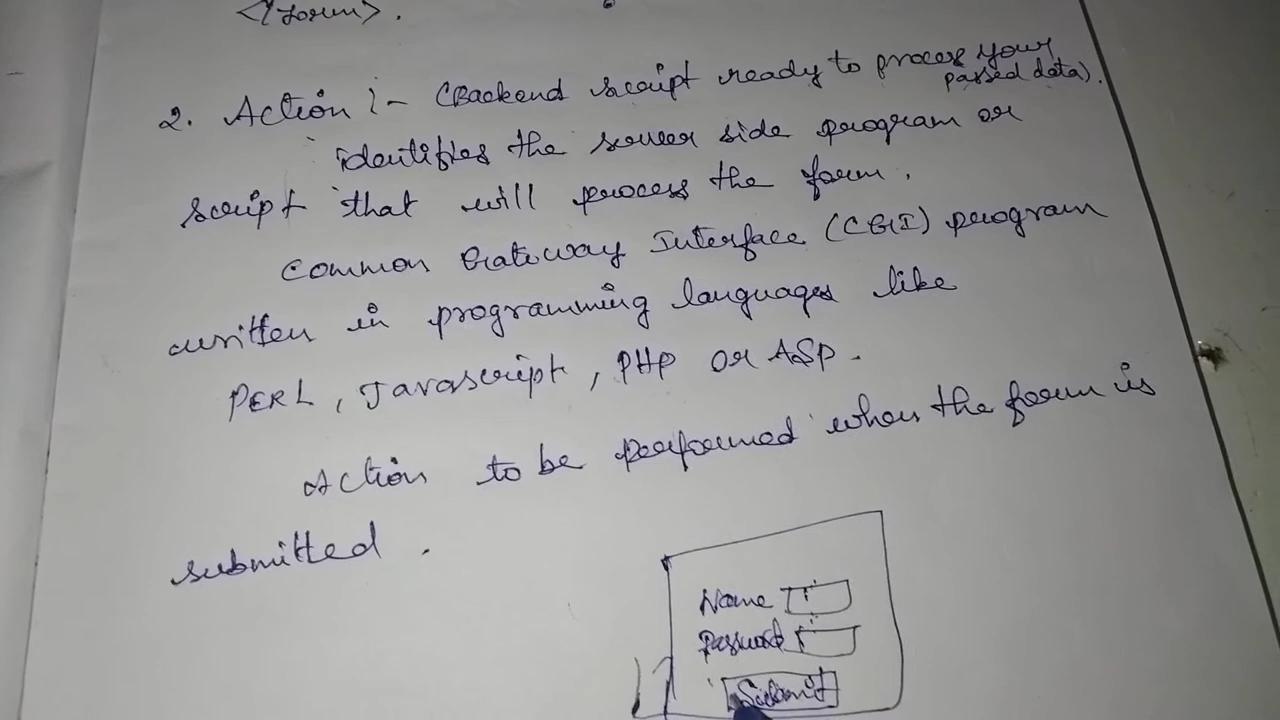 </form>.
2. Action :- (Backend script ready to process your
passed data).
identifies the server side program or
script that will process the form.
Common Gateway Interface (CGI) program
written in programming languages like
PERL, Javascript, PHP or ASP.
Action to be performed when the form is
submitted.
Name
Password
Submit